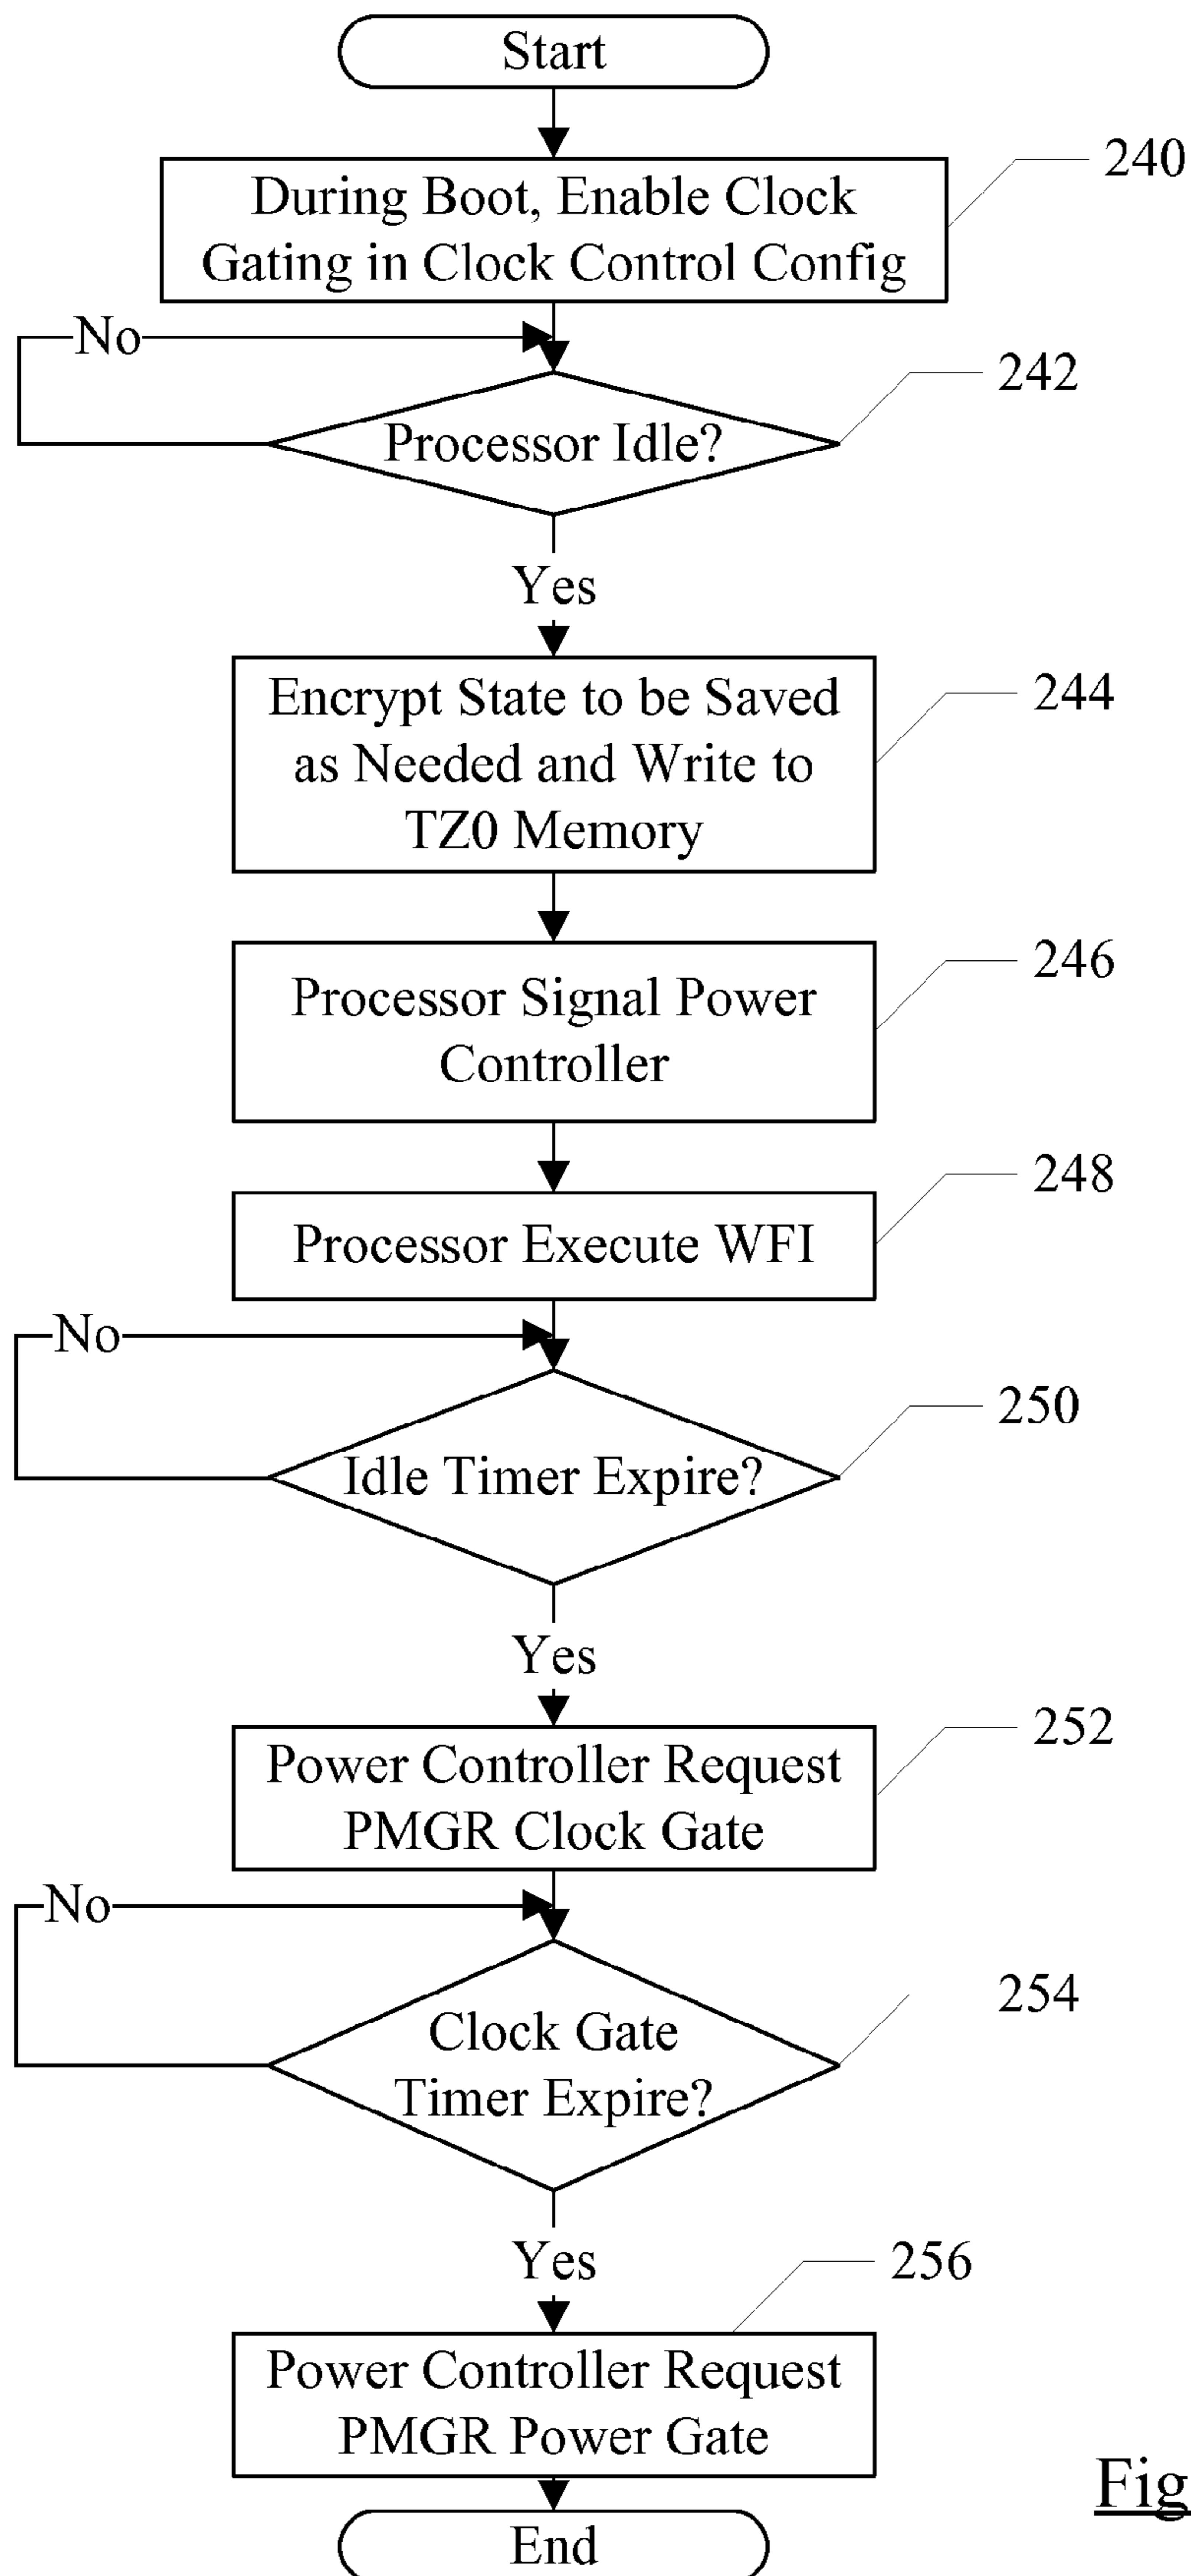 Start
240
During Boot, Enable Clock
Gating in Clock Control Config
No
242
Processor Idle?
Yes
244
Encrypt State to be Saved
as Needed and Write to
TZ0 Memory
246
Processor Signal Power
Controller
248
Processor Execute WFI
No
250
Idle Timer Expire?
Yes
252
Power Controller Request
PMGR Clock Gate
No
254
Clock Gate
Timer Expire?
Yes
256
Power Controller Request
PMGR Power Gate
Fig
End